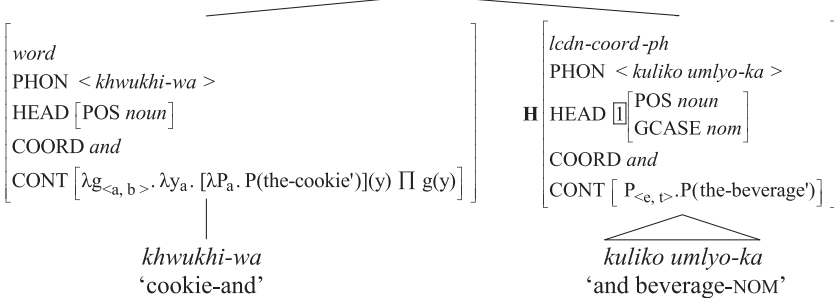 word
PHON < khwukhi-wa >
HEAD [POS noun]
COORD and
CONT [λg<a, b >. λya. [λPa. P(the-cookie')](y) ∏ g(y)]
khwukhi-wa
‘cookie-and’
H
lcdn-coord-ph
PHON < kuliko umlyo-ka >
HEAD 1 [POS noun
GCASE nom]
COORD and
CONT [ P<e, t>.P(the-beverage')]
kuliko umlyo-ka
‘and beverage-NOM’